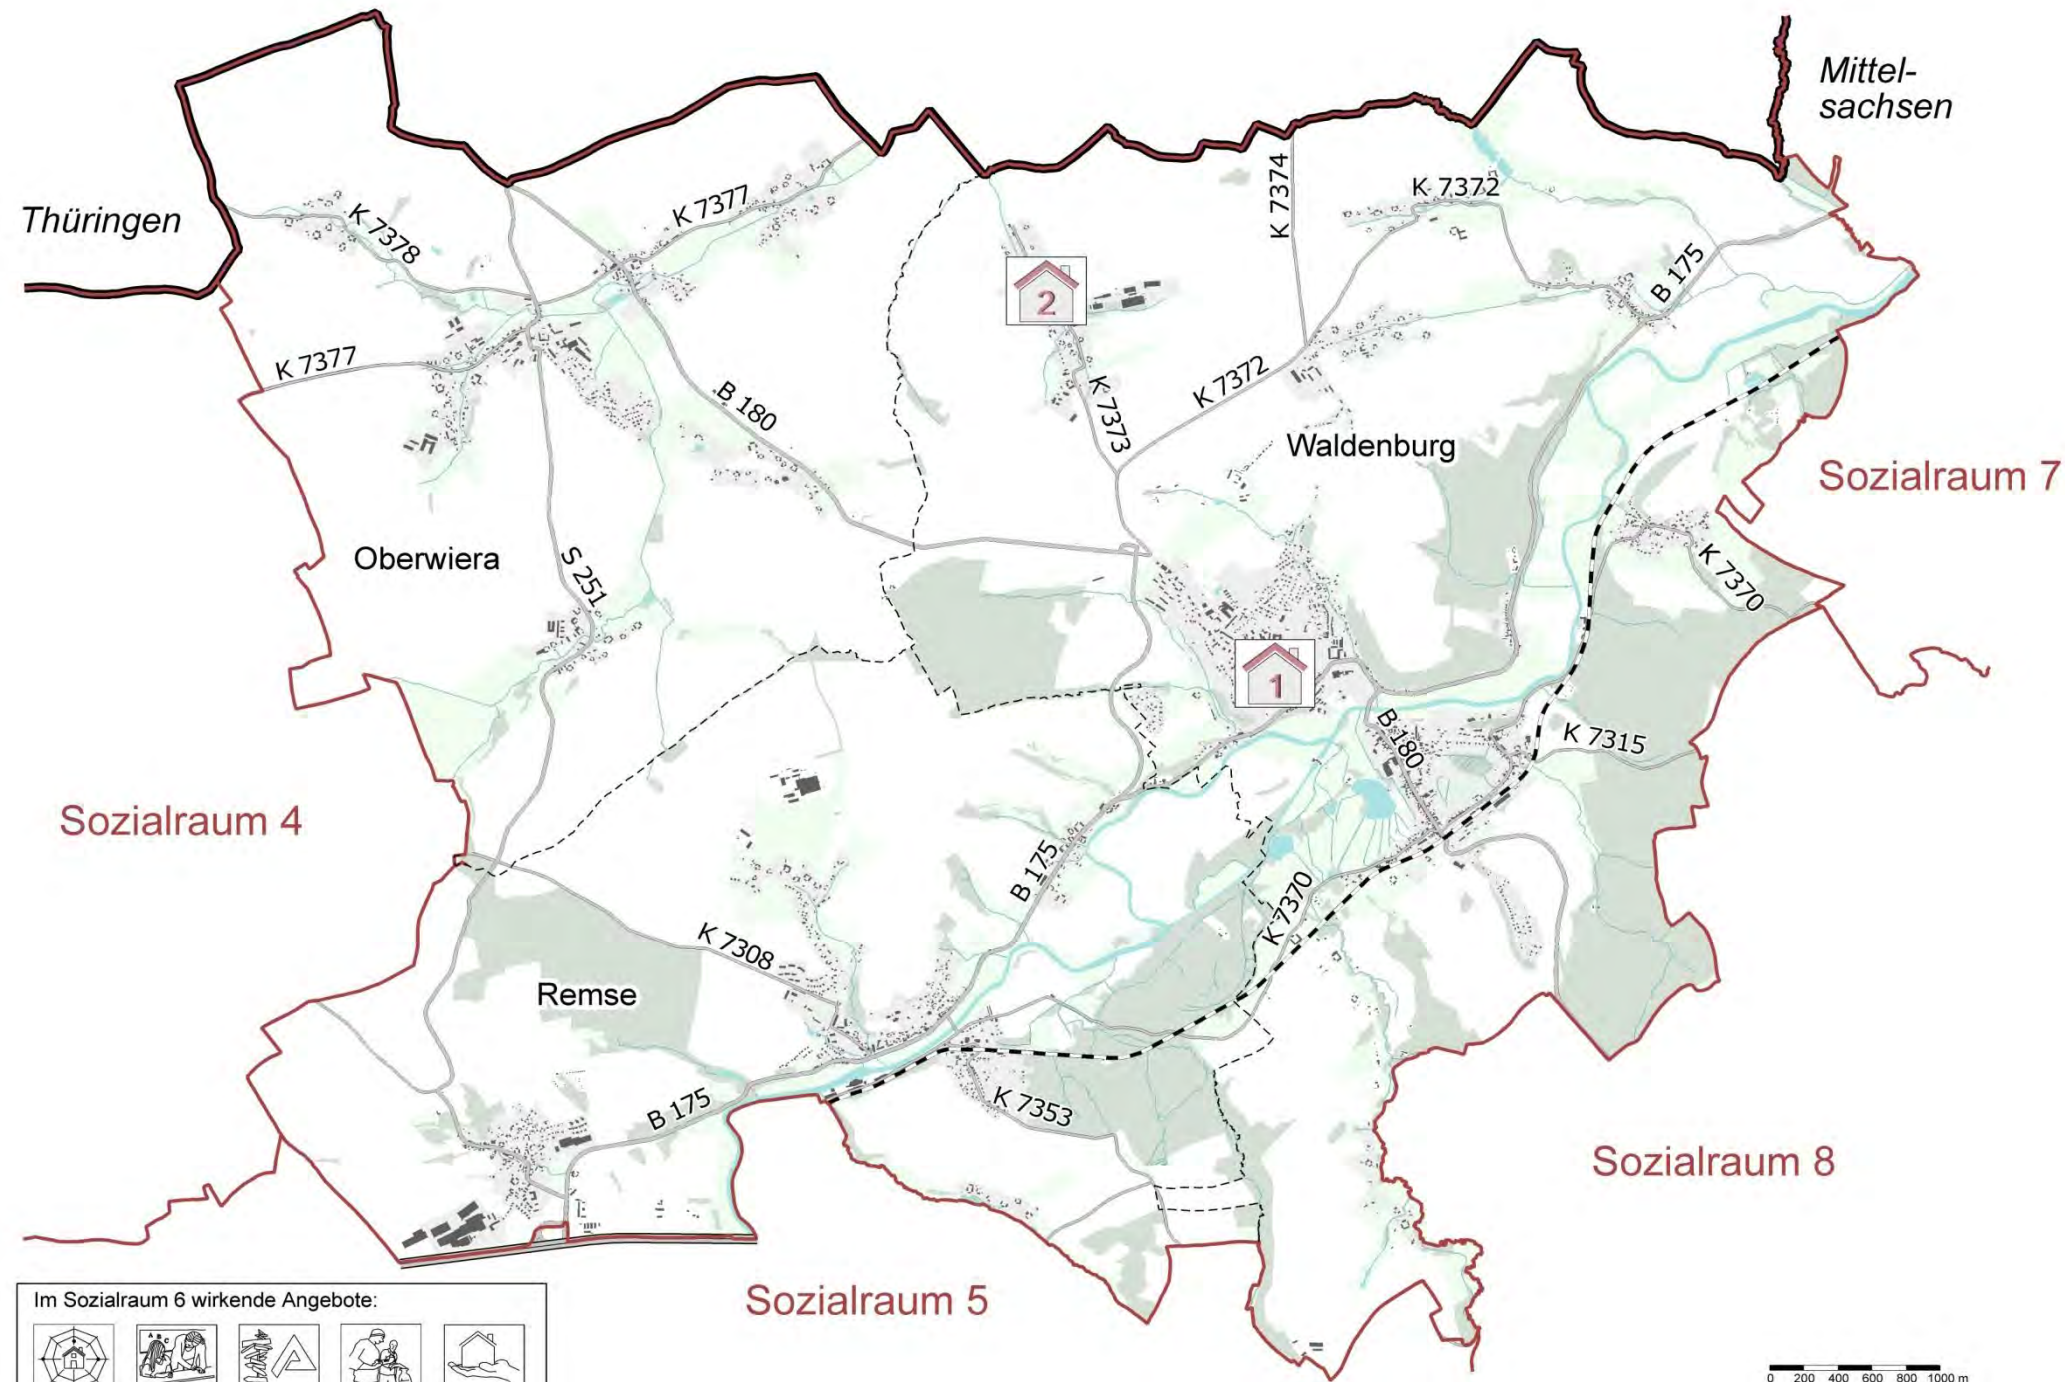 Mittel-
sachsen
K 7374
K 7372
K 7377
Thüringen
K 7378
B 175
2
K 7377
K 7372
B 180
K 7373
Waldenburg
Sozialraum 7
Oberwiera
S 251
K 7370
1
B 180
K 7315
Sozialraum 4
B 175
K 7370
K 7308
Remse
B 175
K 7353
Sozialraum 8
Sozialraum 5
Im Sozialraum 6 wirkende Angebote:
A B C
0 200 400 600 800 1000 m